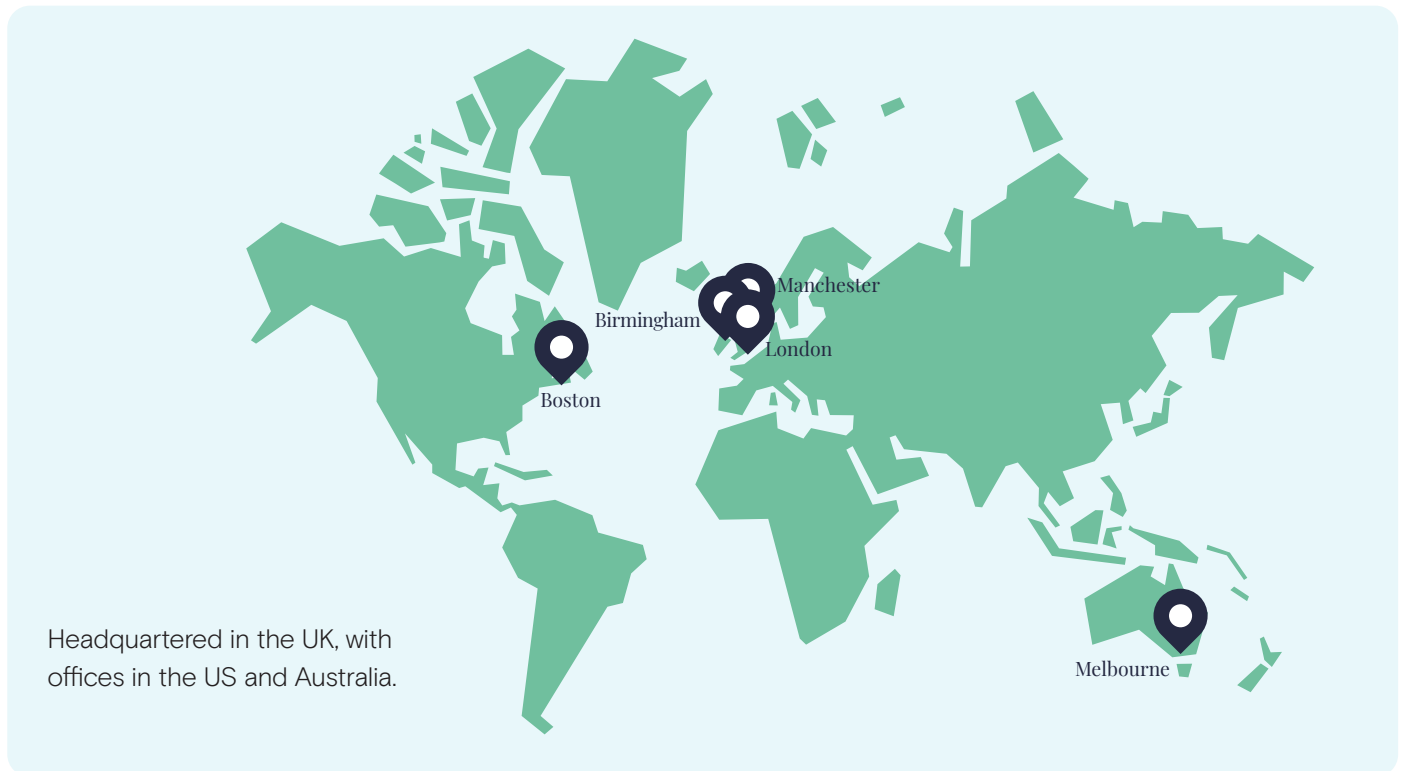 Manchester
Birmingham
London
Boston
Headquartered in the UK, with
offices in the US and Australia.
Melbourne